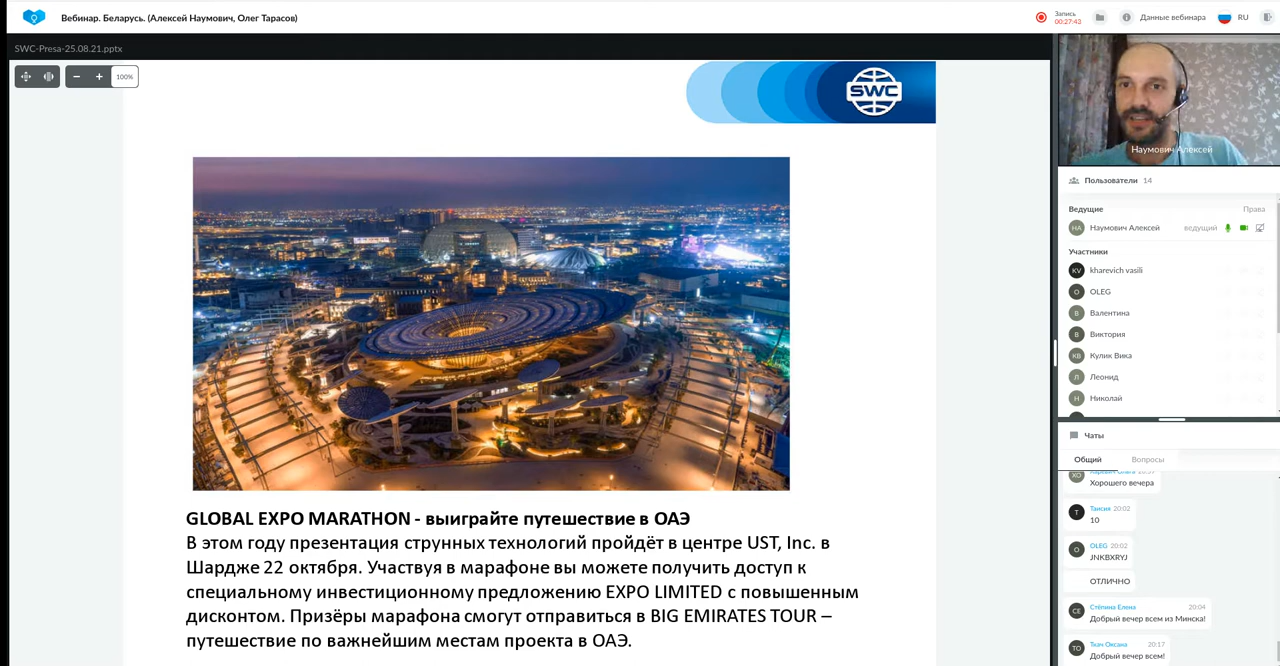 Вебинар. Беларусь. (Алексей Наумович, Олег Тарасов)
Запись
00:27:43
Данные вебинара
RU
SWC-Presa-25.08.21.pptx
100%
SWC
GLOBAL EXPO MARATHON - выиграйте путешествие в ОАЭ
В этом году презентация струнных технологий пройдёт в центре UST, Inc. в
Шардже 22 октября. Участвуя в марафоне вы можете получить доступ к
специальному инвестиционному предложению EXPO LIMITED с повышенным
дисконтом. Призёры марафона смогут отправиться в BIG EMIRATES TOUR –
путешествие по важнейшим местам проекта в ОАЭ.
Наумович Алексей
Пользователи 14
Ведущие Права
НА Наумович Алексей ведущий
Участники
KV kharevich vasili
O OLEG
В Валентина
В Виктория
КВ Кулик Вика
Л Леонид
Н Николай
Чаты
Общий Вопросы
Хорошего вечера
Т Таисия 20:02
10
O OLEG 20:02
JNKBXRYJ
ОТЛИЧНО
СЕ Стёпина Елена 20:04
Добрый вечер всем из Минска!
ТО Ткач Оксана 20:17
Добрый вечер всем!